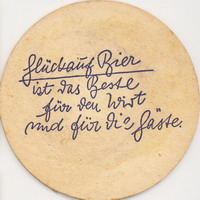 Glückauf Bier
ist das Beste
für den Wirt
und für die Gäste.